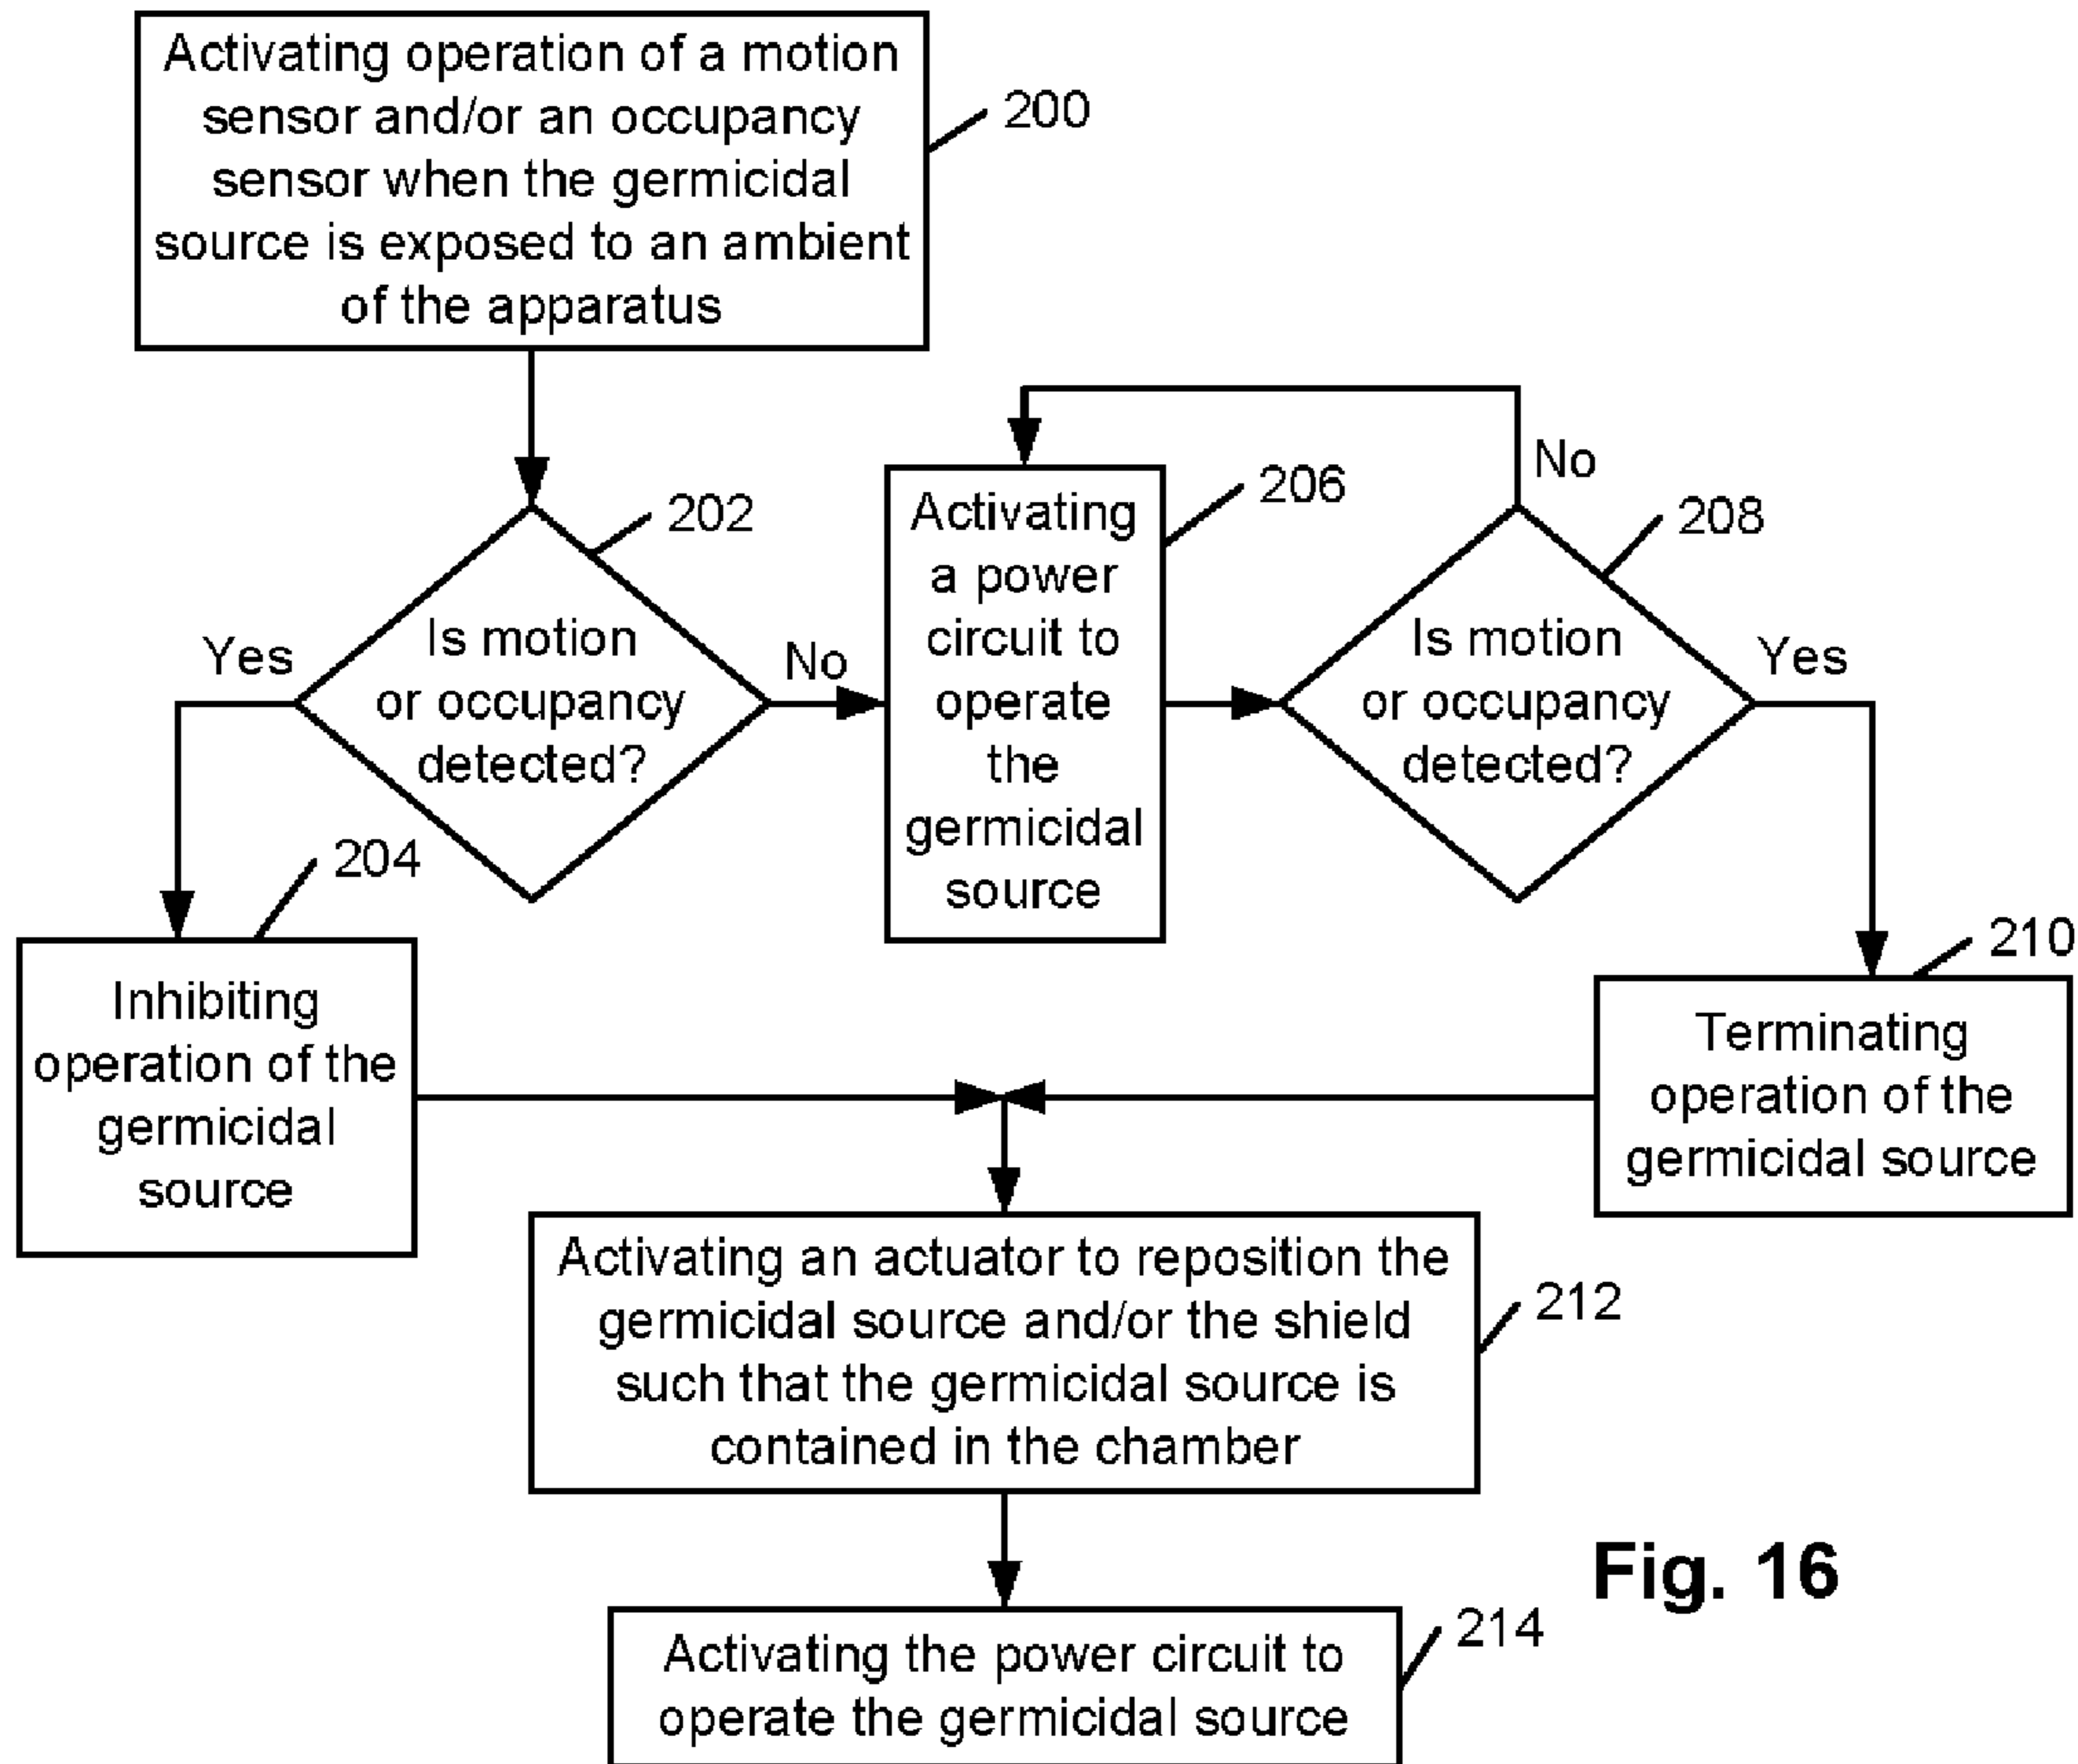 Activating operation of a motion
sensor and/or an occupancy
sensor when the germicidal
source is exposed to an ambient
of the apparatus
200
202
Is motion
or occupancy
detected?
Yes
No
204
Inhibiting
operation of the
germicidal
source
206
Activating
a power
circuit to
operate
the
germicidal
source
208
Is motion
or occupancy
detected?
No
Yes
210
Terminating
operation of the
germicidal source
212
Activating an actuator to reposition the
germicidal source and/or the shield
such that the germicidal source is
contained in the chamber
214
Activating the power circuit to
operate the germicidal source
Fig. 16